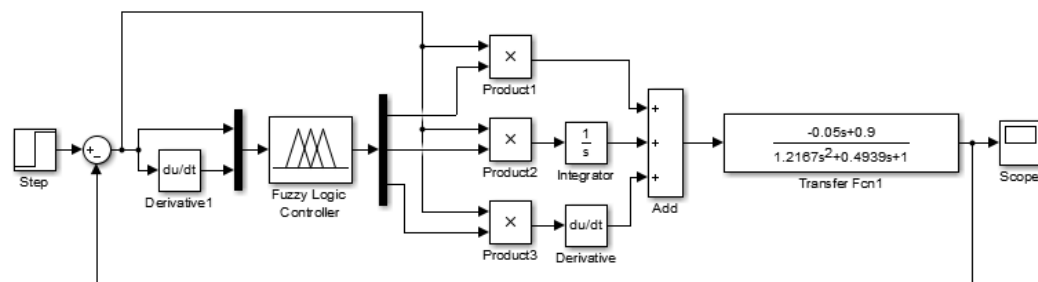 ×
Product1
-0.05s+0.9
1.2167s²+0.4939s+1
Transfer Fcn1
+
+
+
Add
Step
+
−
du/dt
Derivative1
Fuzzy Logic
Controller
×
Product2
1
s
Integrator
Scope
×
Product3
du/dt
Derivative